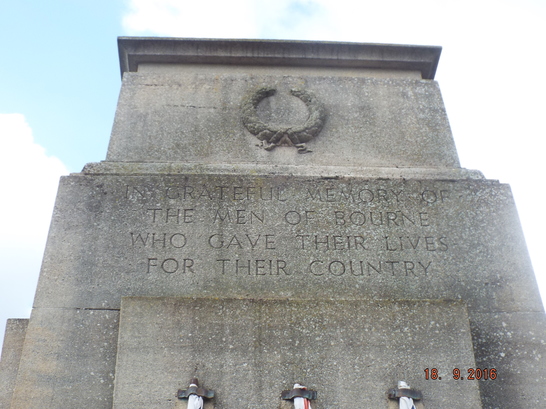 IN GRATEFUL MEMORY OF
THE MEN OF BOURNE
WHO GAVE THEIR LIVES
FOR THEIR COUNTRY
18. 9.2016